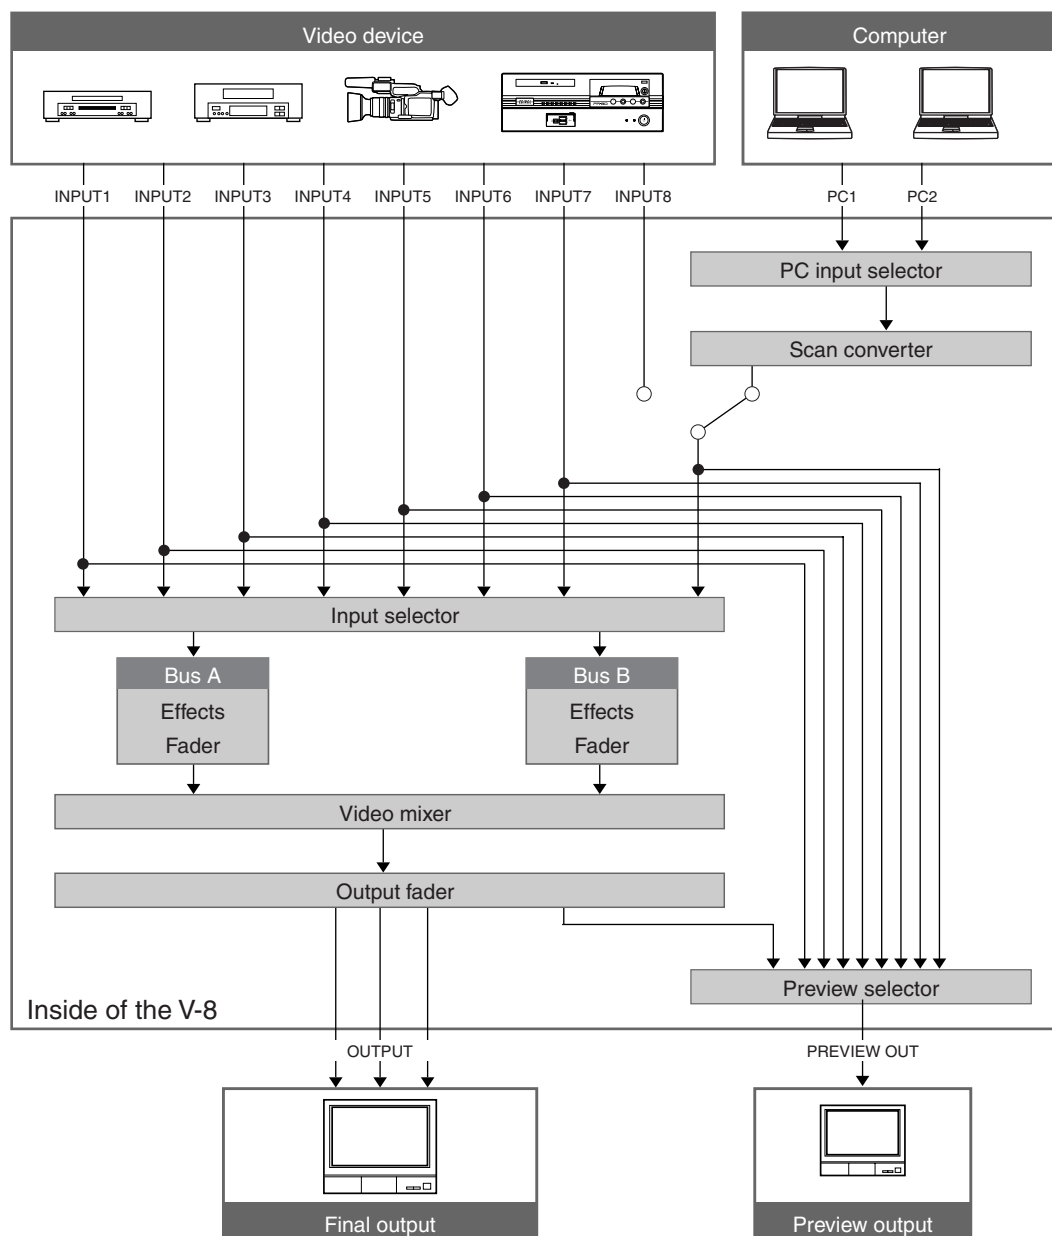 Video device
Computer
INPUT1 INPUT2 INPUT3 INPUT4 INPUT5 INPUT6 INPUT7 INPUT8
PC1 PC2
PC input selector
Scan converter
Input selector
Bus A
Effects
Fader
Bus B
Effects
Fader
Video mixer
Output fader
Preview selector
Inside of the V-8
OUTPUT
PREVIEW OUT
Final output
Preview output